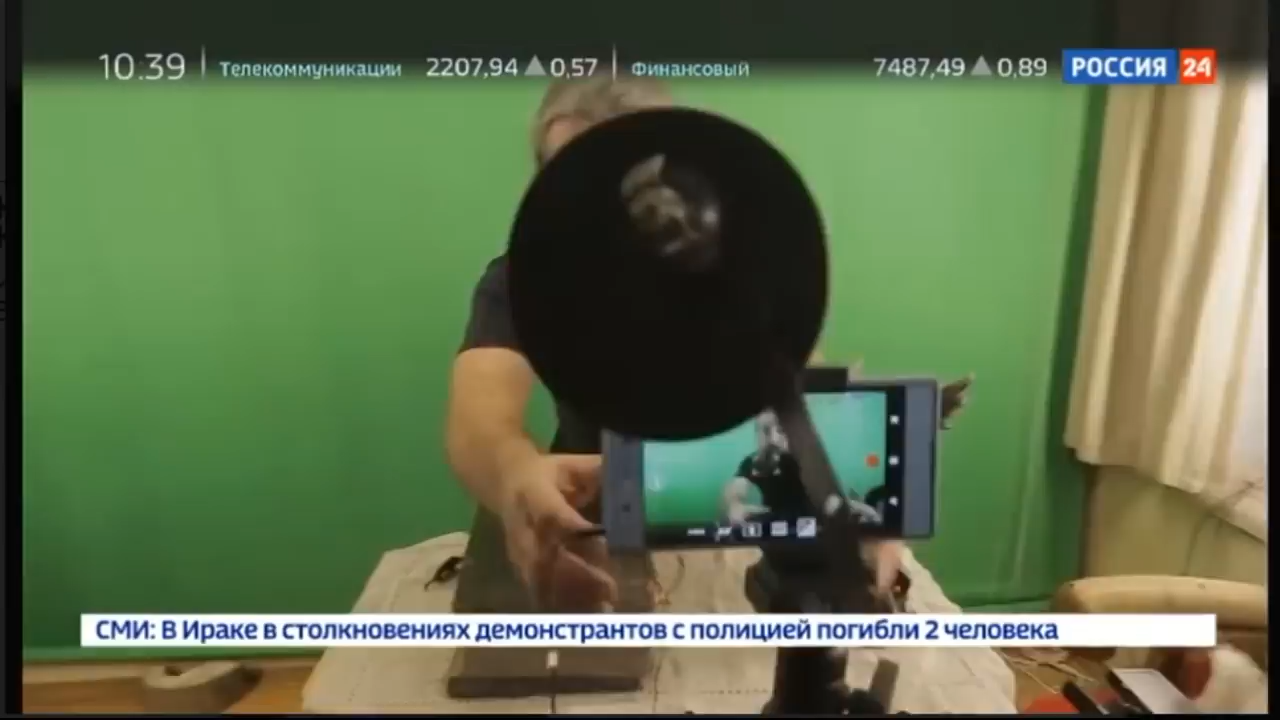 10.39 Телекоммуникации 2207,94 ▲ 0,57 Финансовый 7487,49 ▲ 0,89 РОССИЯ 24
СМИ: В Ираке в столкновениях демонстрантов с полицией погибли 2 человека